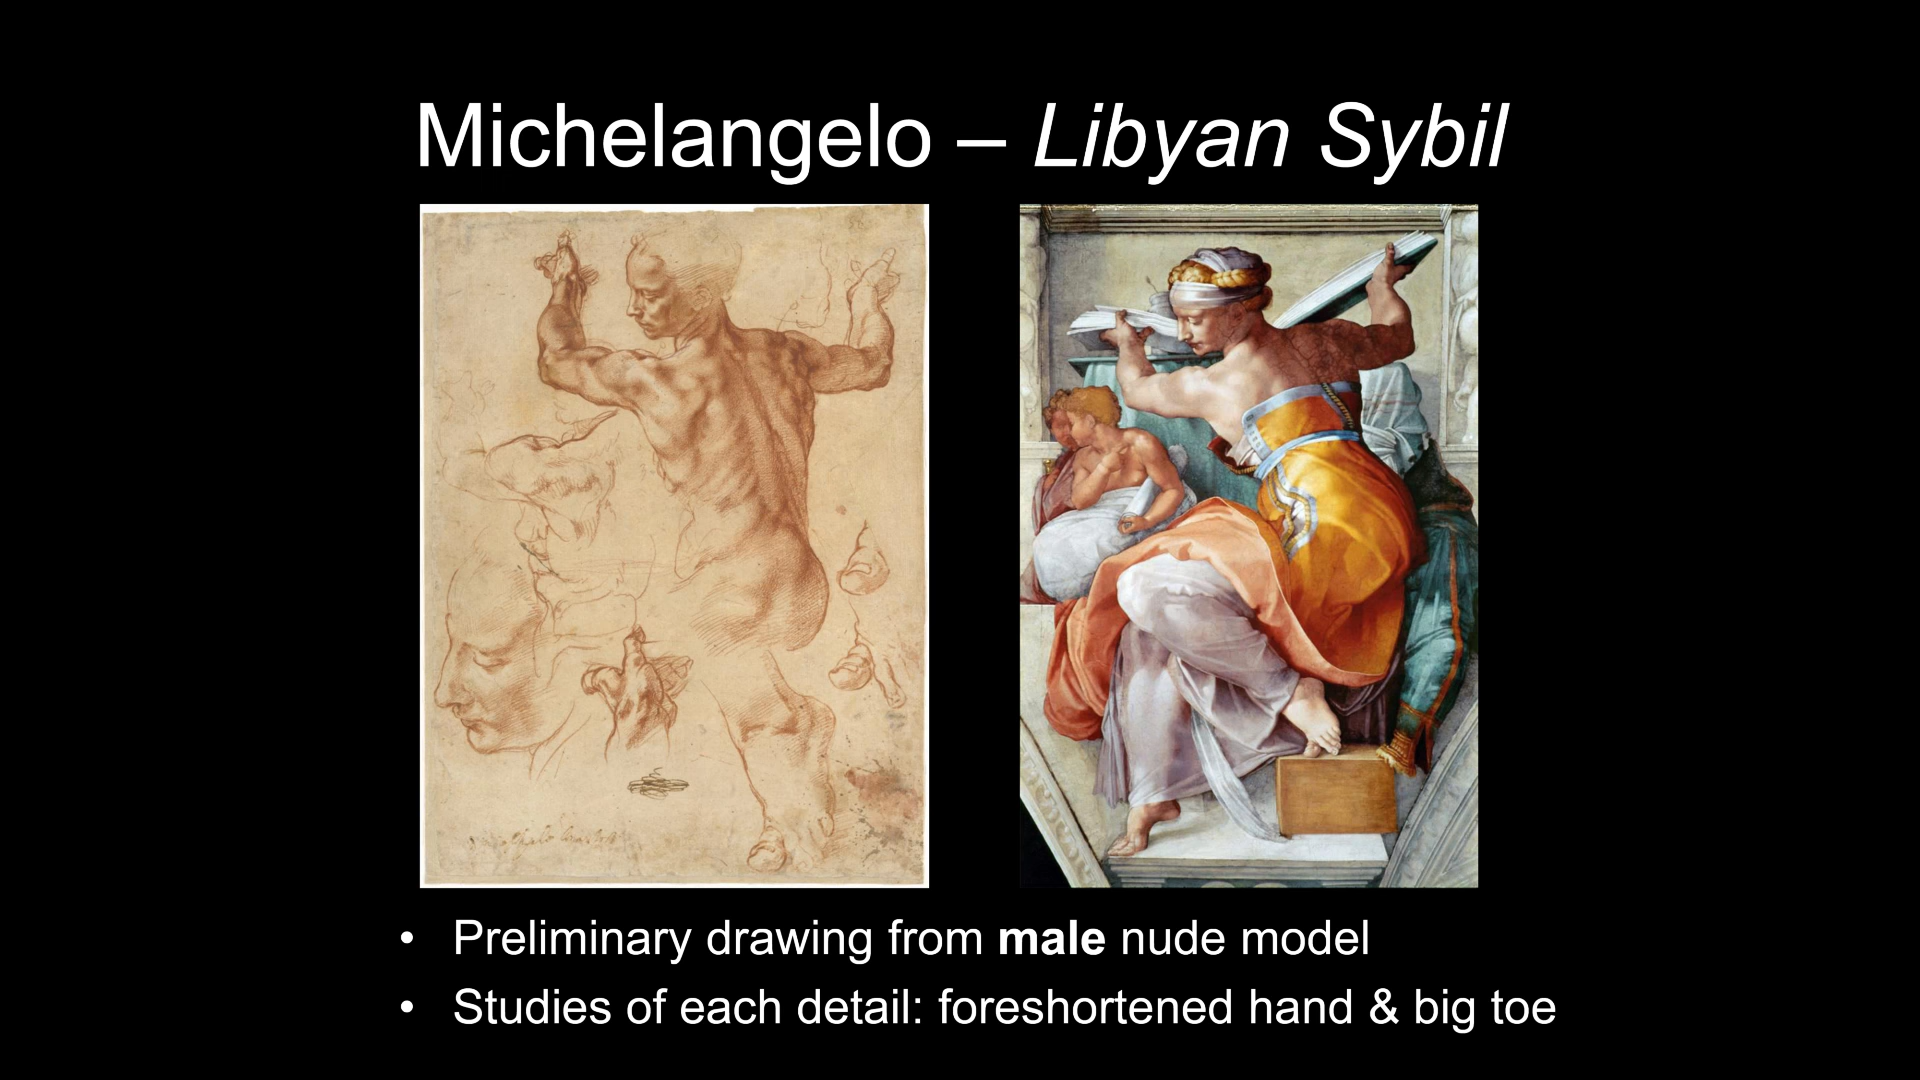 Michelangelo – Libyan Sybil
• Preliminary drawing from male nude model
• Studies of each detail: foreshortened hand & big toe